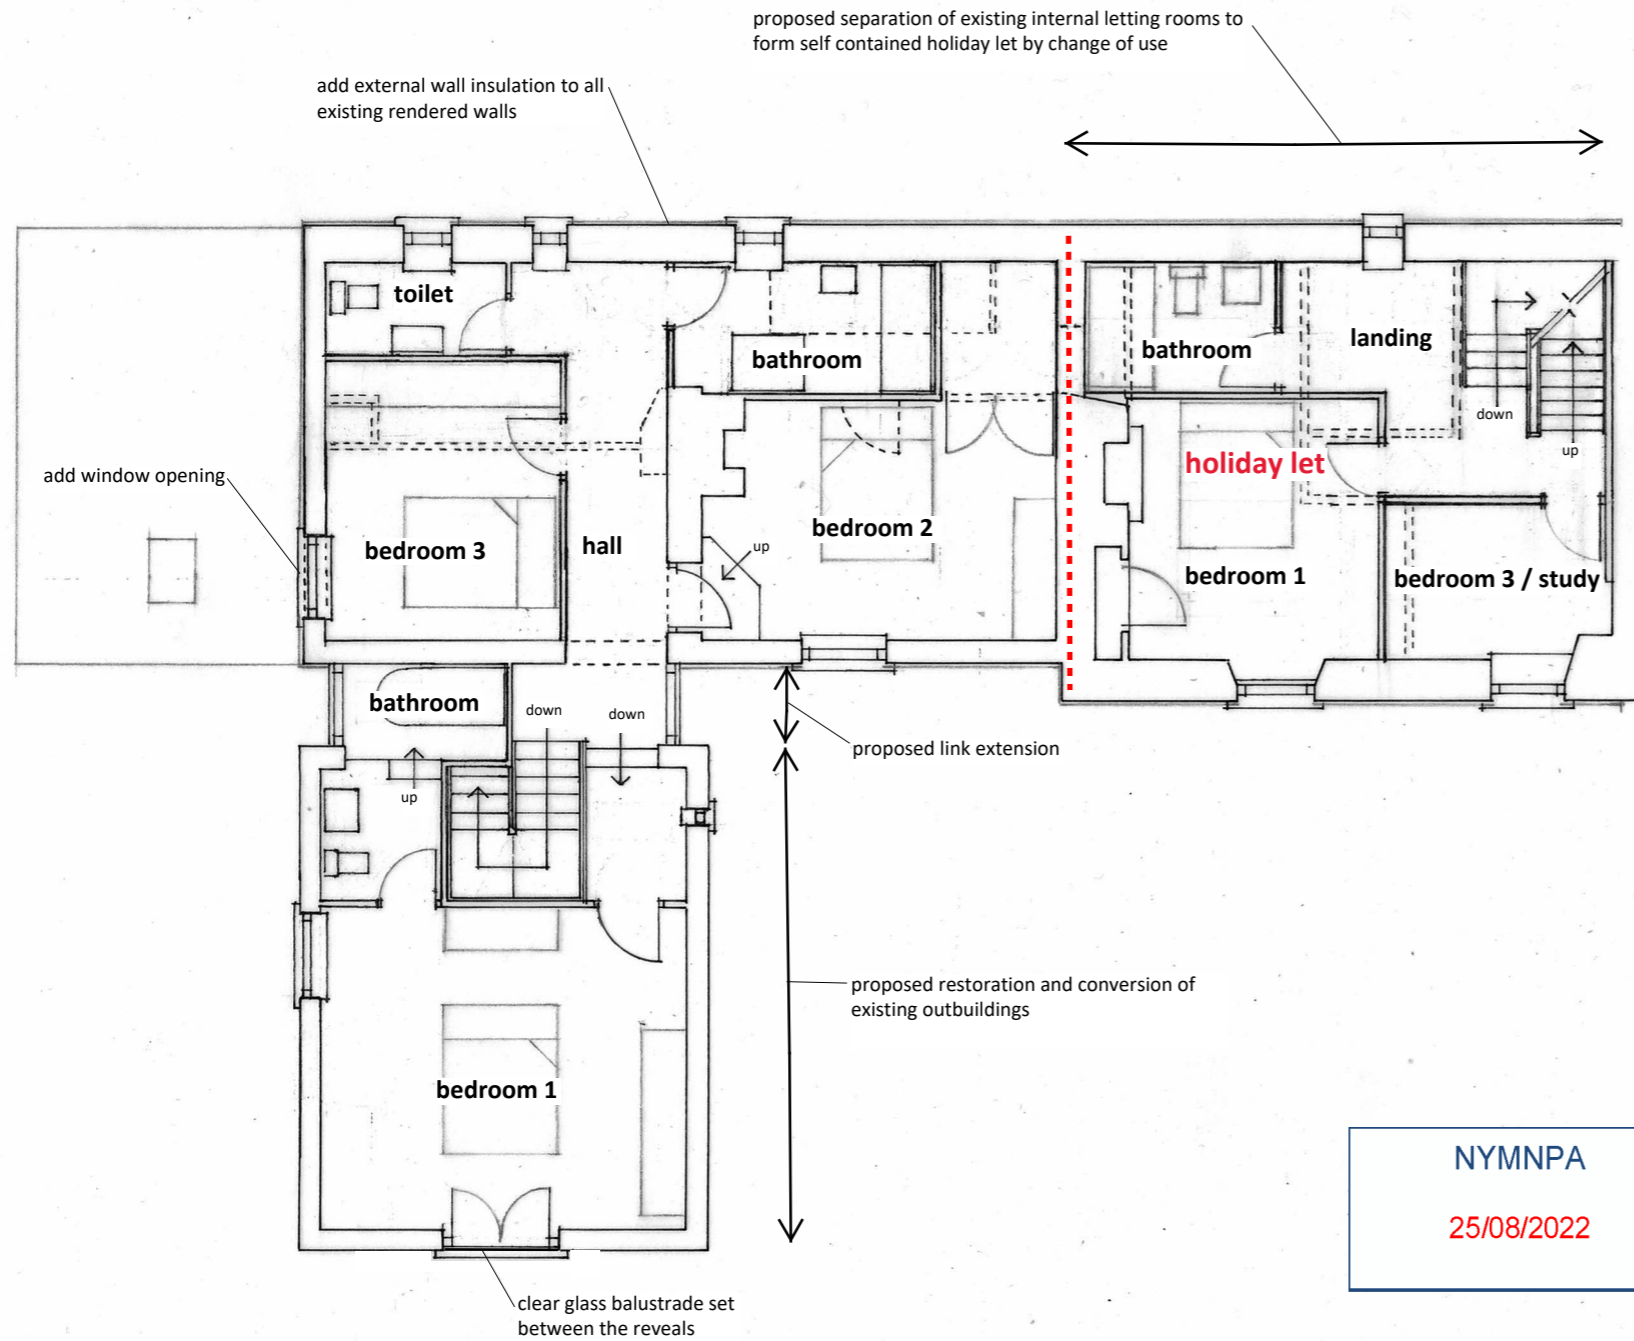 proposed separation of existing internal letting rooms to
form self contained holiday let by change of use
add external wall insulation to all
existing rendered walls
toilet
bathroom
bathroom
landing
down
up
holiday let
add window opening
bedroom 3
hall
up
bedroom 2
bedroom 1
bedroom 3 / study
bathroom
down
down
up
proposed link extension
proposed restoration and conversion of
existing outbuildings
bedroom 1
NYMNPA
25/08/2022
clear glass balustrade set
between the reveals